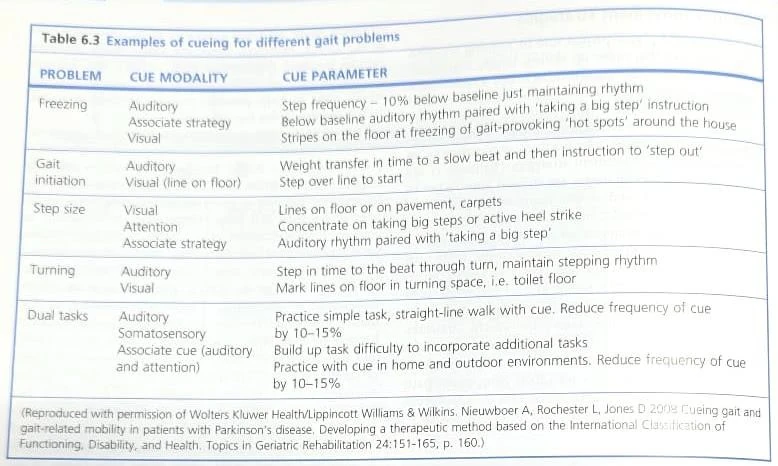 Table 6.3 Examples of cueing for different gait problems
PROBLEM CUE MODALITY CUE PARAMETER
Freezing Auditory Step frequency – 10% below baseline just maintaining rhythm
Associate strategy Below baseline auditory rhythm paired with 'taking a big step' instruction
Visual Stripes on the floor at freezing of gait-provoking 'hot spots' around the house
Gait Auditory Weight transfer in time to a slow beat and then instruction to 'step out'
initiation Visual (line on floor) Step over line to start
Step size Visual Lines on floor or on pavement, carpets
Attention Concentrate on taking big steps or active heel strike
Associate strategy Auditory rhythm paired with 'taking a big step'
Turning Auditory Step in time to the beat through turn, maintain stepping rhythm
Visual Mark lines on floor in turning space, i.e. toilet floor
Dual tasks Auditory Practice simple task, straight-line walk with cue. Reduce frequency of cue
Somatosensory by 10–15%
Associate cue (auditory Build up task difficulty to incorporate additional tasks
and attention) Practice with cue in home and outdoor environments. Reduce frequency of cue
by 10–15%
(Reproduced with permission of Wolters Kluwer Health/Lippincott Williams & Wilkins. Nieuwboer A, Rochester L, Jones D 2008 Cueing gait and
gait-related mobility in patients with Parkinson's disease. Developing a therapeutic method based on the International Classification of
Functioning, Disability, and Health. Topics in Geriatric Rehabilitation 24:151-165, p. 160.)